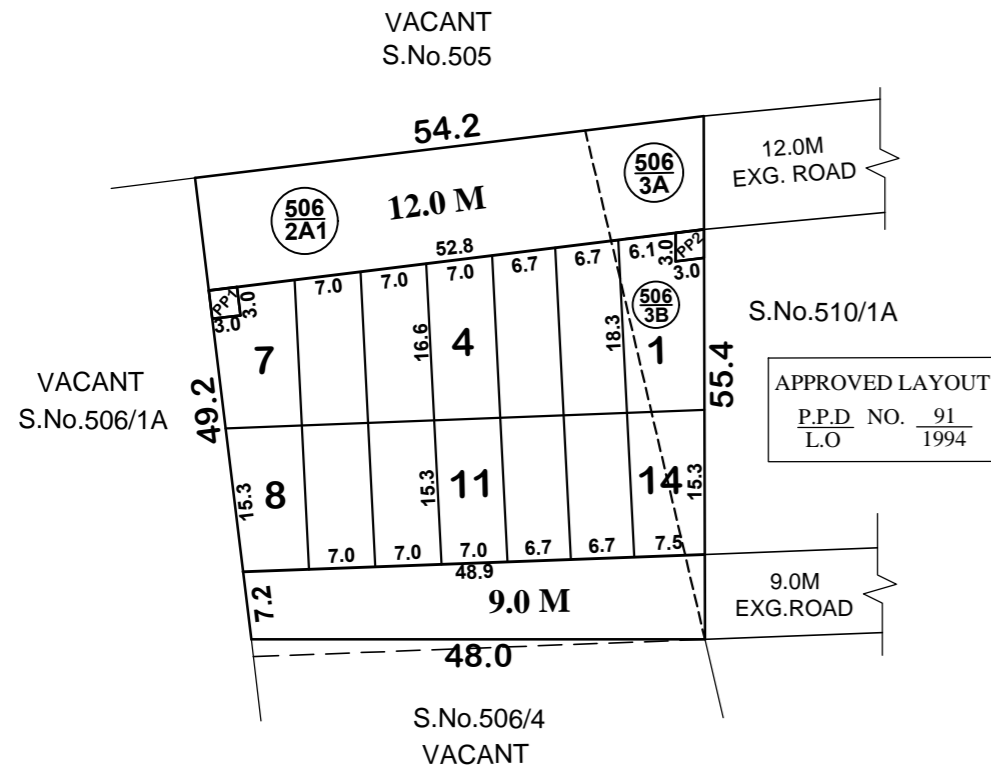 VACANT
S.No.505
54.2
12.0M
EXG. ROAD
506
3A
506
2A1
12.0 M
52.8
7.0
7.0
7.0
6.7
6.7
6.1
3.0
PP2
3.0
PP1
3.0
3.0
506
3B
7
16.6
4
18.3
1
S.No.510/1A
VACANT
S.No.506/1A
49.2
55.4
APPROVED LAYOUT
P.P.D NO. 91
L.O 1994
15.3
8
15.3
11
14
15.3
7.0
7.0
7.0
6.7
6.7
7.5
48.9
7.2
9.0 M
9.0M
EXG.ROAD
48.0
S.No.506/4
VACANT